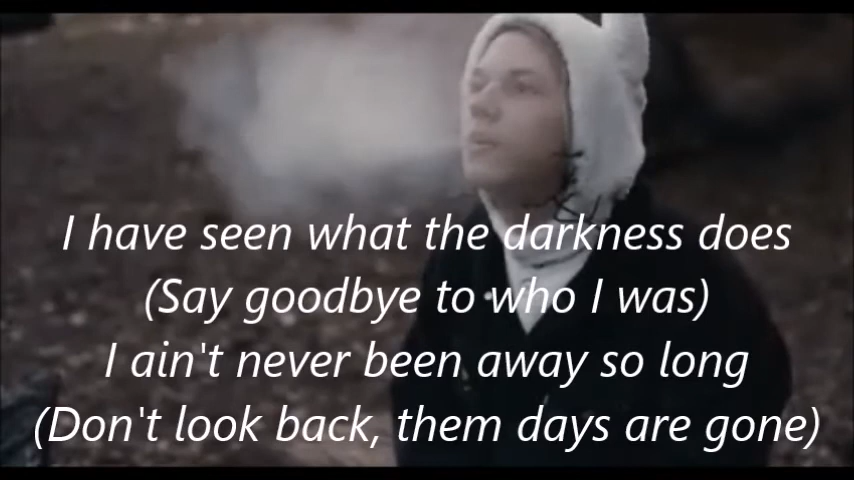 I have seen what the darkness does
(Say goodbye to who I was)
I ain't never been away so long
(Don't look back, them days are gone)